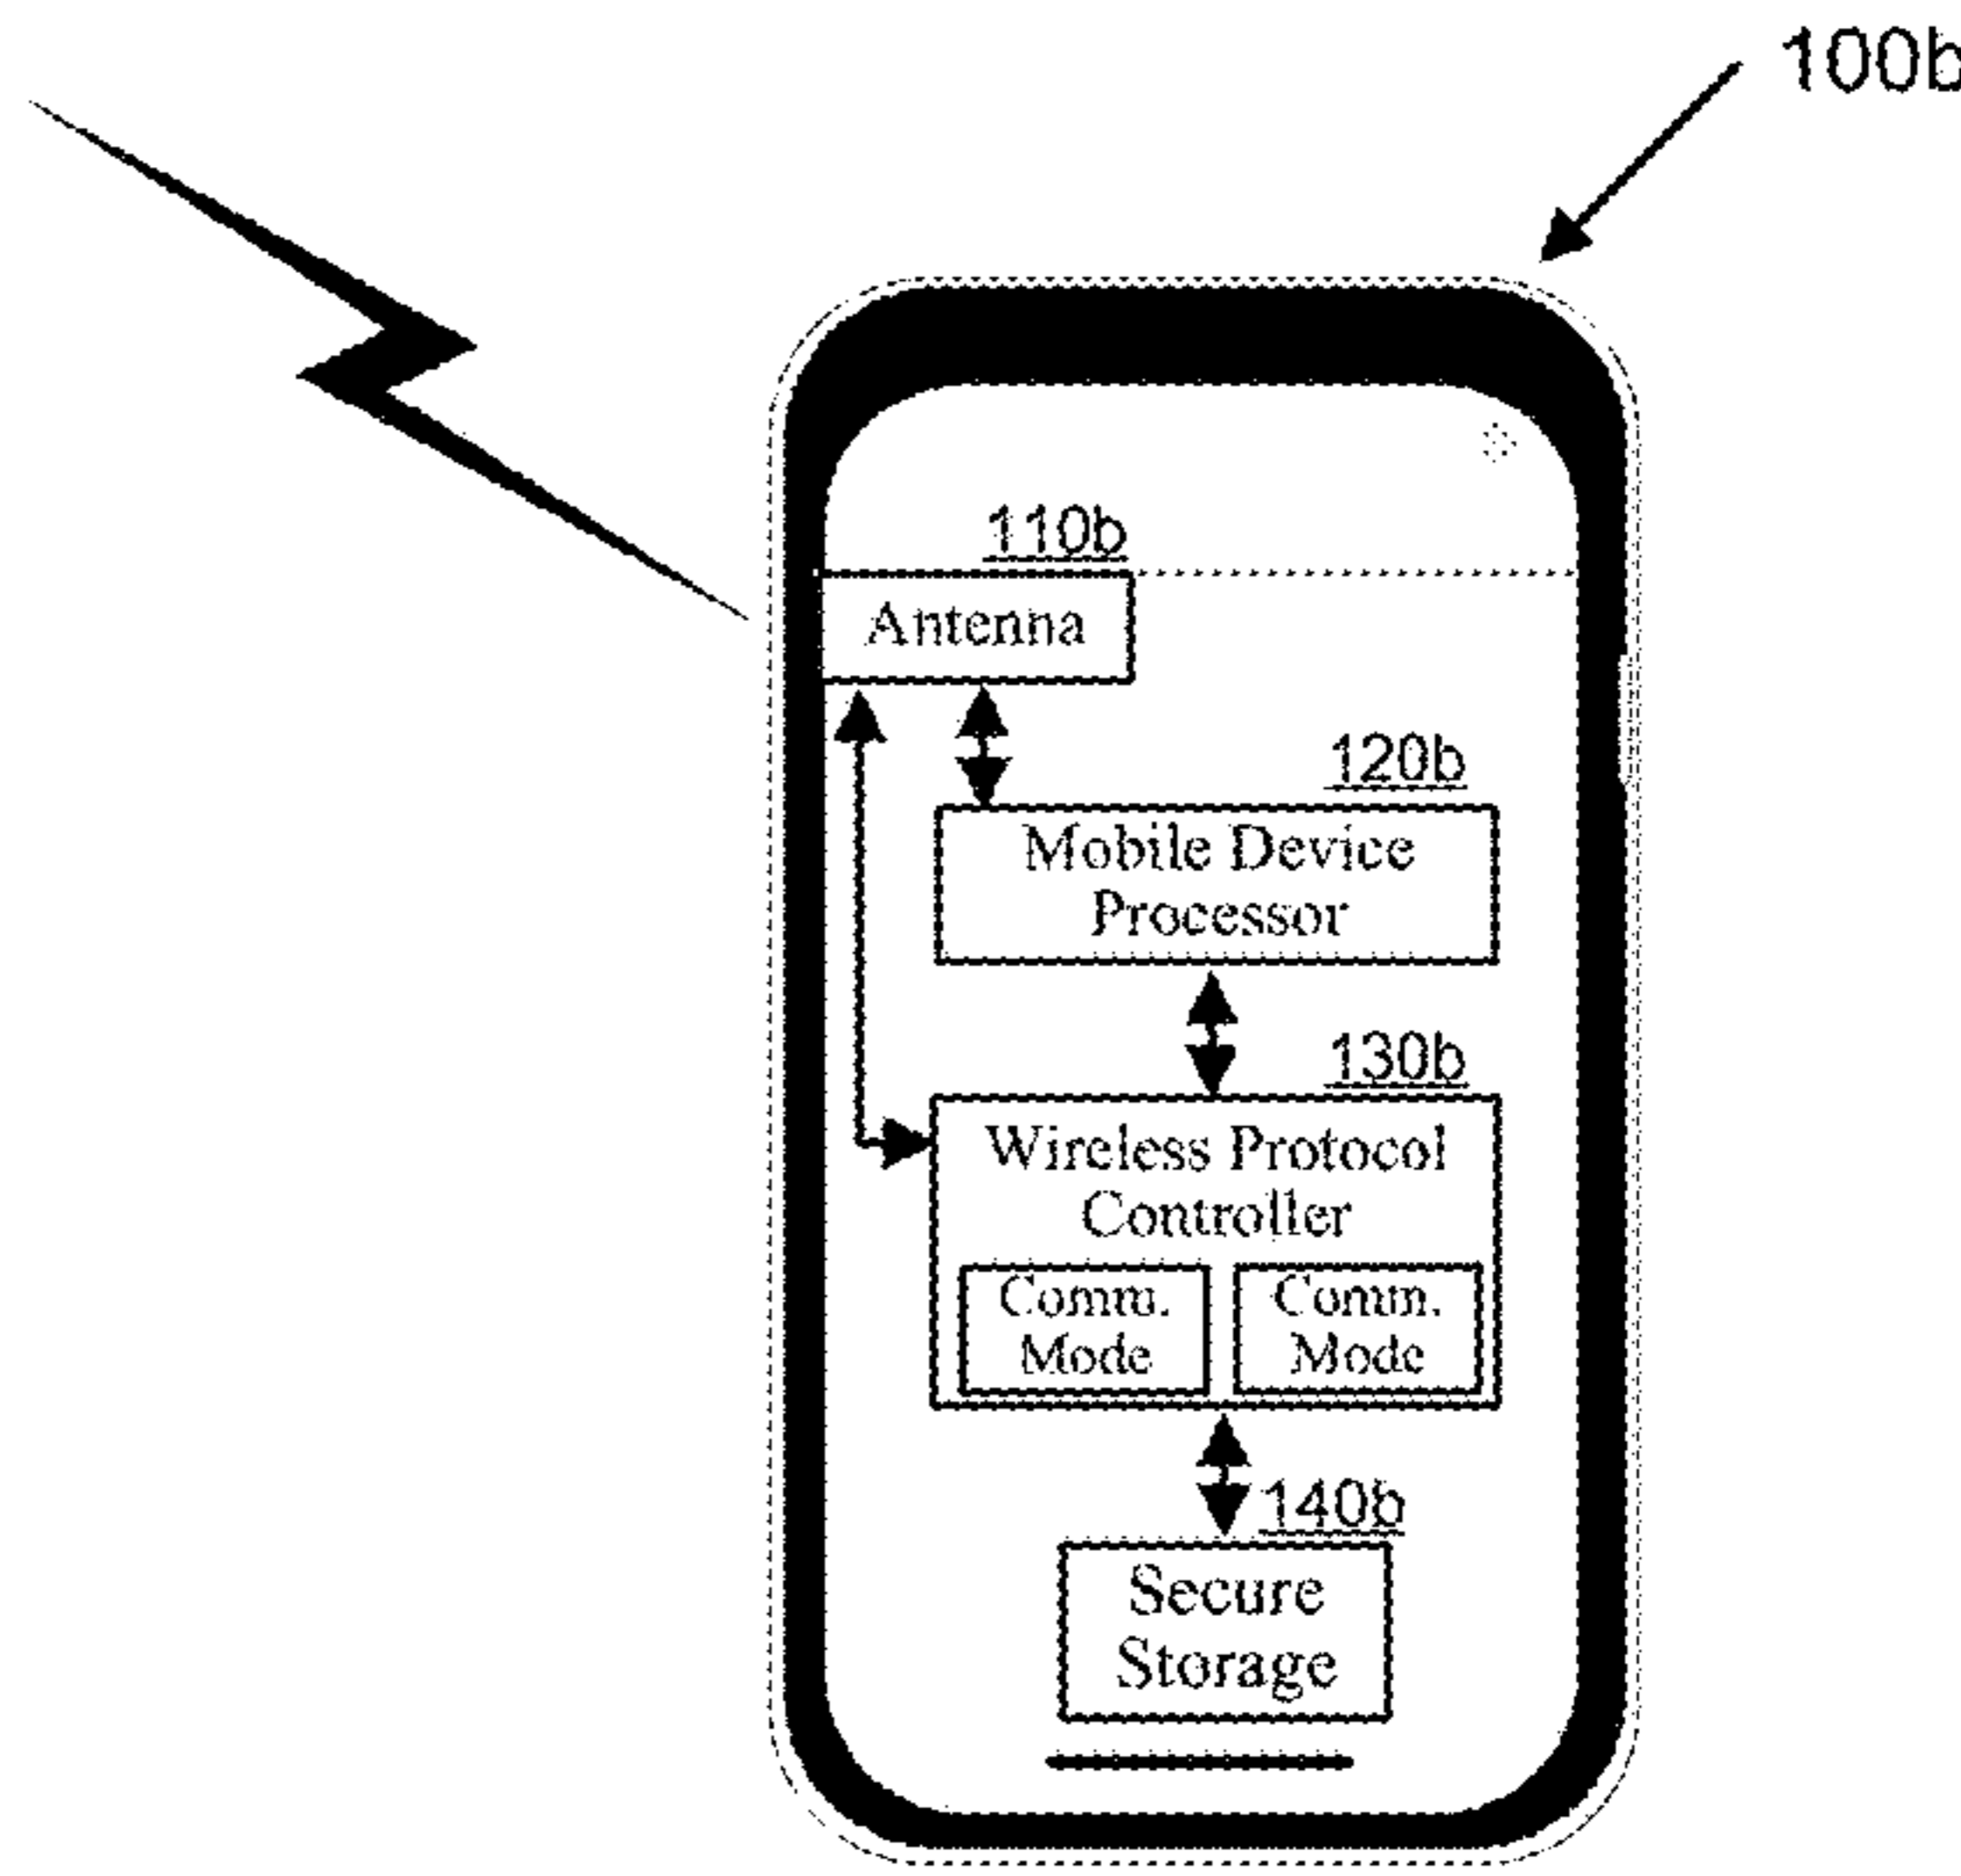 100b
110b
Antenna
120b
Mobile Device
Processor
130b
Wireless Protocol
Controller
Comm. Comm.
Mode Mode
140b
Secure
Storage